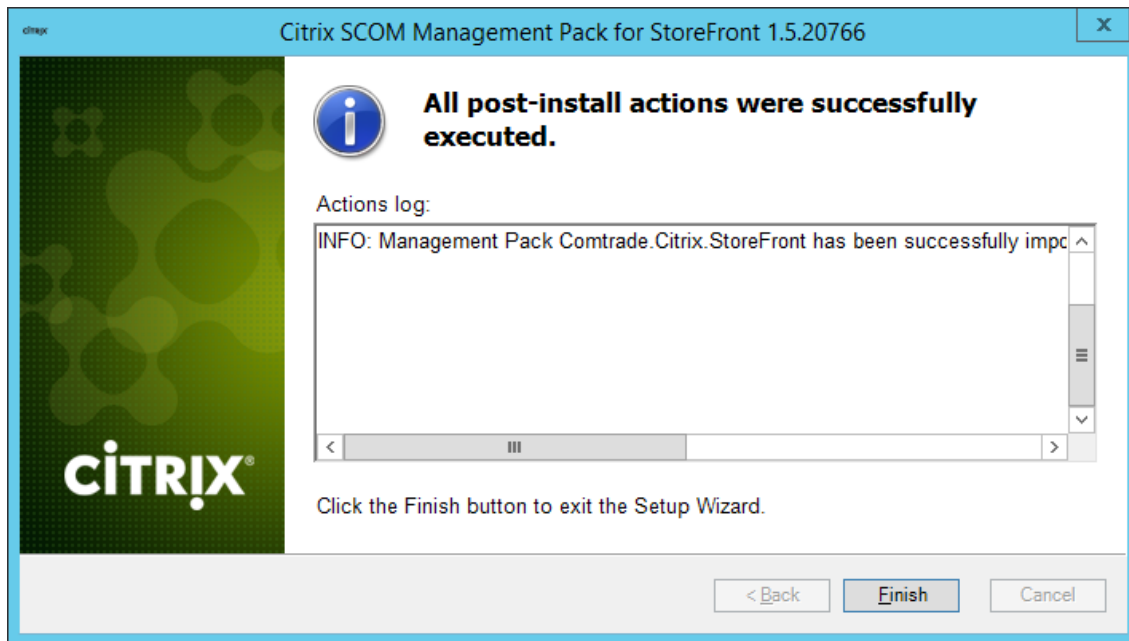 citrix
Citrix SCOM Management Pack for StoreFront 1.5.20766
X
All post-install actions were successfully
executed.
Actions log:
INFO: Management Pack Comtrade.Citrix.StoreFront has been successfully impo
CiTRIX®
Click the Finish button to exit the Setup Wizard.
< Back
Finish
Cancel